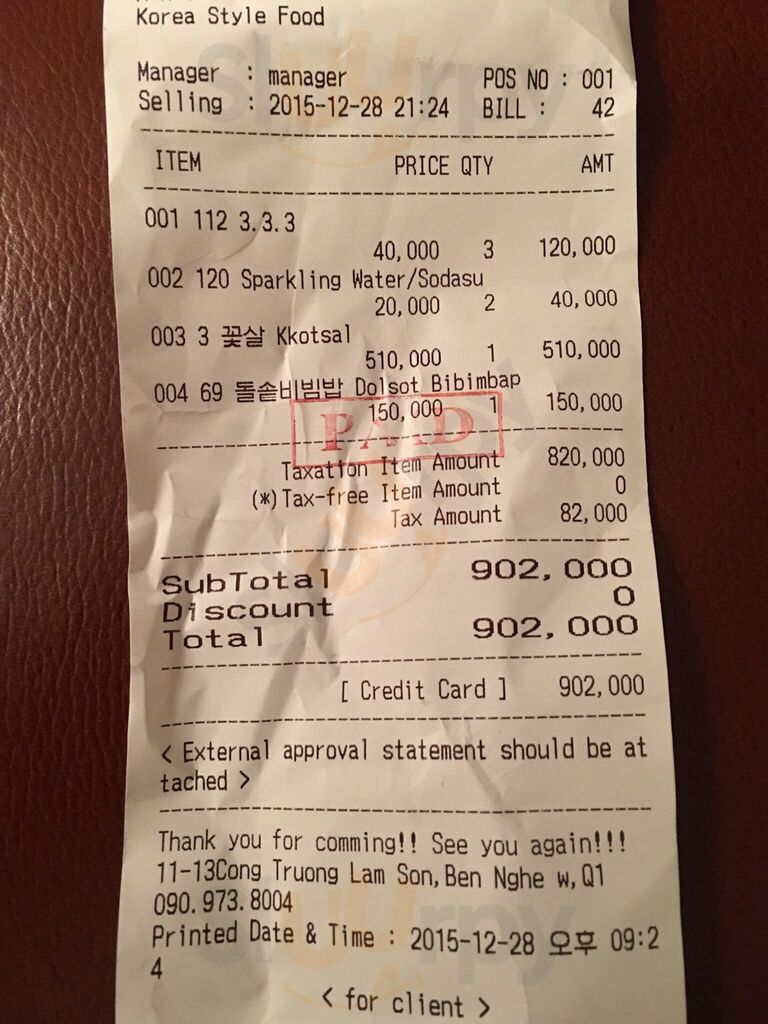 Korea Style Food
Manager : manager POS NO : 001
Selling : 2015-12-28 21:24 BILL : 42
ITEM PRICE QTY AMT
001 112 3.3.3
40,000 3 120,000
002 120 Sparkling Water/Sodasu
20,000 2 40,000
003 3 꽃살 Kkotsal
510,000 1 510,000
004 69 돌솥비빔밥 Dolsot Bibimbap
150,000 1 150,000
PAID
Taxation Item Amount 820,000
(*)Tax-free Item Amount 0
Tax Amount 82,000
SubTotal 902,000
Discount 0
Total 902,000
[ Credit Card ] 902,000
< External approval statement should be at
tached >
Thank you for comming!! See you again!!!
11-13Cong Truong Lam Son,Ben Nghe w,Q1
090.973.8004
Printed Date & Time : 2015-12-28 오후 09:2
4
< for client >